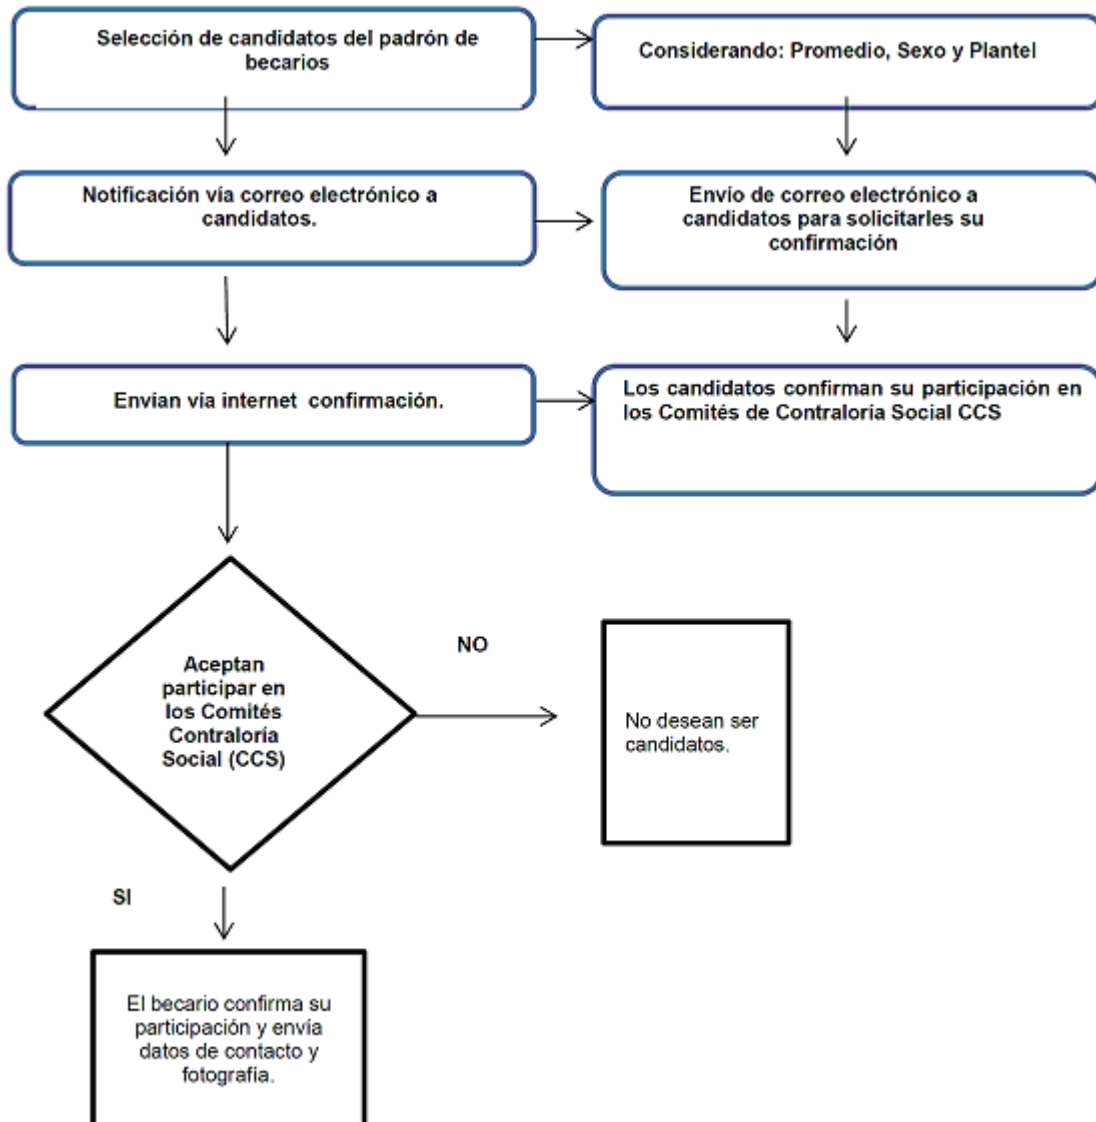 Selección de candidatos del padrón de
becarios
Considerando: Promedio, Sexo y Plantel
Notificación vía correo electrónico a
candidatos.
Envío de correo electrónico a
candidatos para solicitarles su
confirmación
Envían vía internet confirmación.
Los candidatos confirman su participación en
los Comités de Contraloría Social CCS
Aceptan
participar en
los Comités
Contraloría
Social (CCS)
NO
No desean ser
candidatos.
SI
El becario confirma su
participación y envía
datos de contacto y
fotografía.